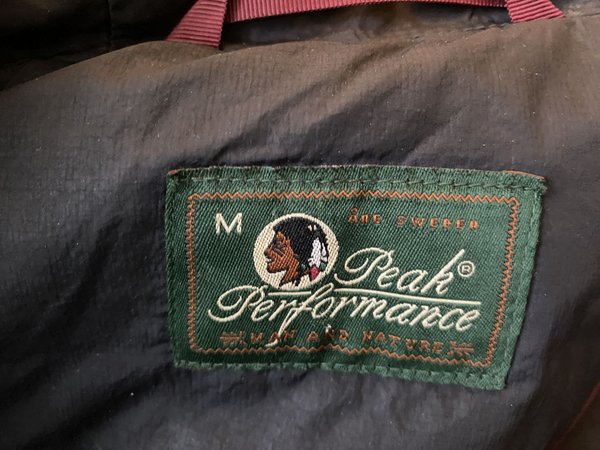 M
ÅRE SWEDEN
Peak®
Performance
MAN AND NATURE